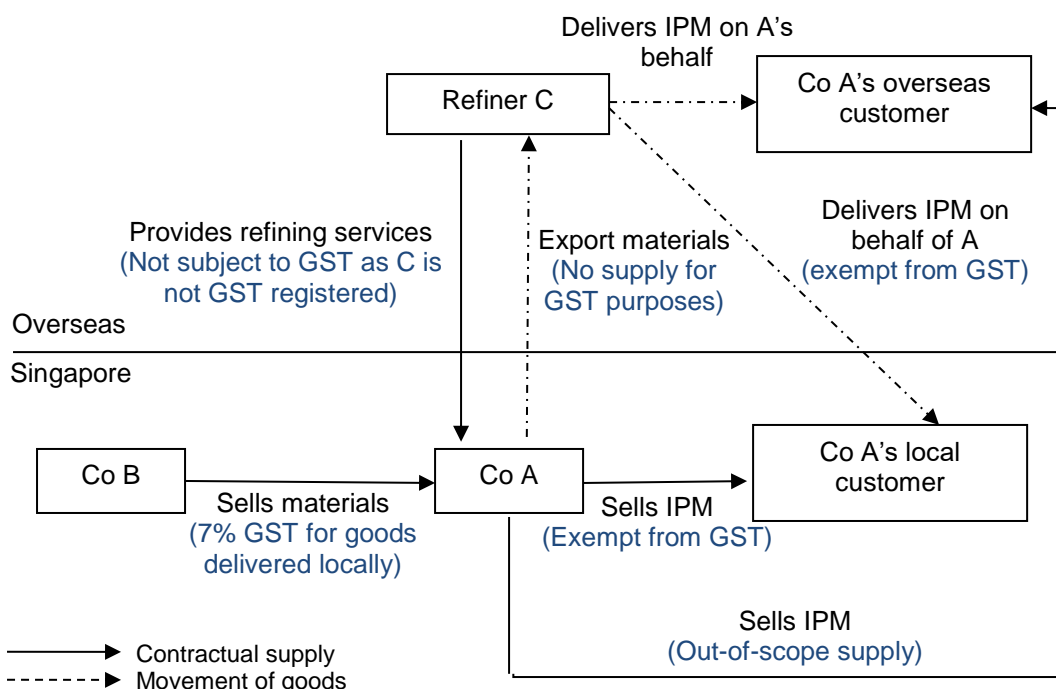 Delivers IPM on A's
behalf
Refiner C
Co A's overseas
customer
Provides refining services
(Not subject to GST as C is
not GST registered)
Export materials
(No supply for
GST purposes)
Delivers IPM on
behalf of A
(exempt from GST)
Overseas
Singapore
Co B
Co A
Co A's local
customer
Sells materials
(7% GST for goods
delivered locally)
Sells IPM
(Exempt from GST)
Sells IPM
(Out-of-scope supply)
Contractual supply
Movement of goods